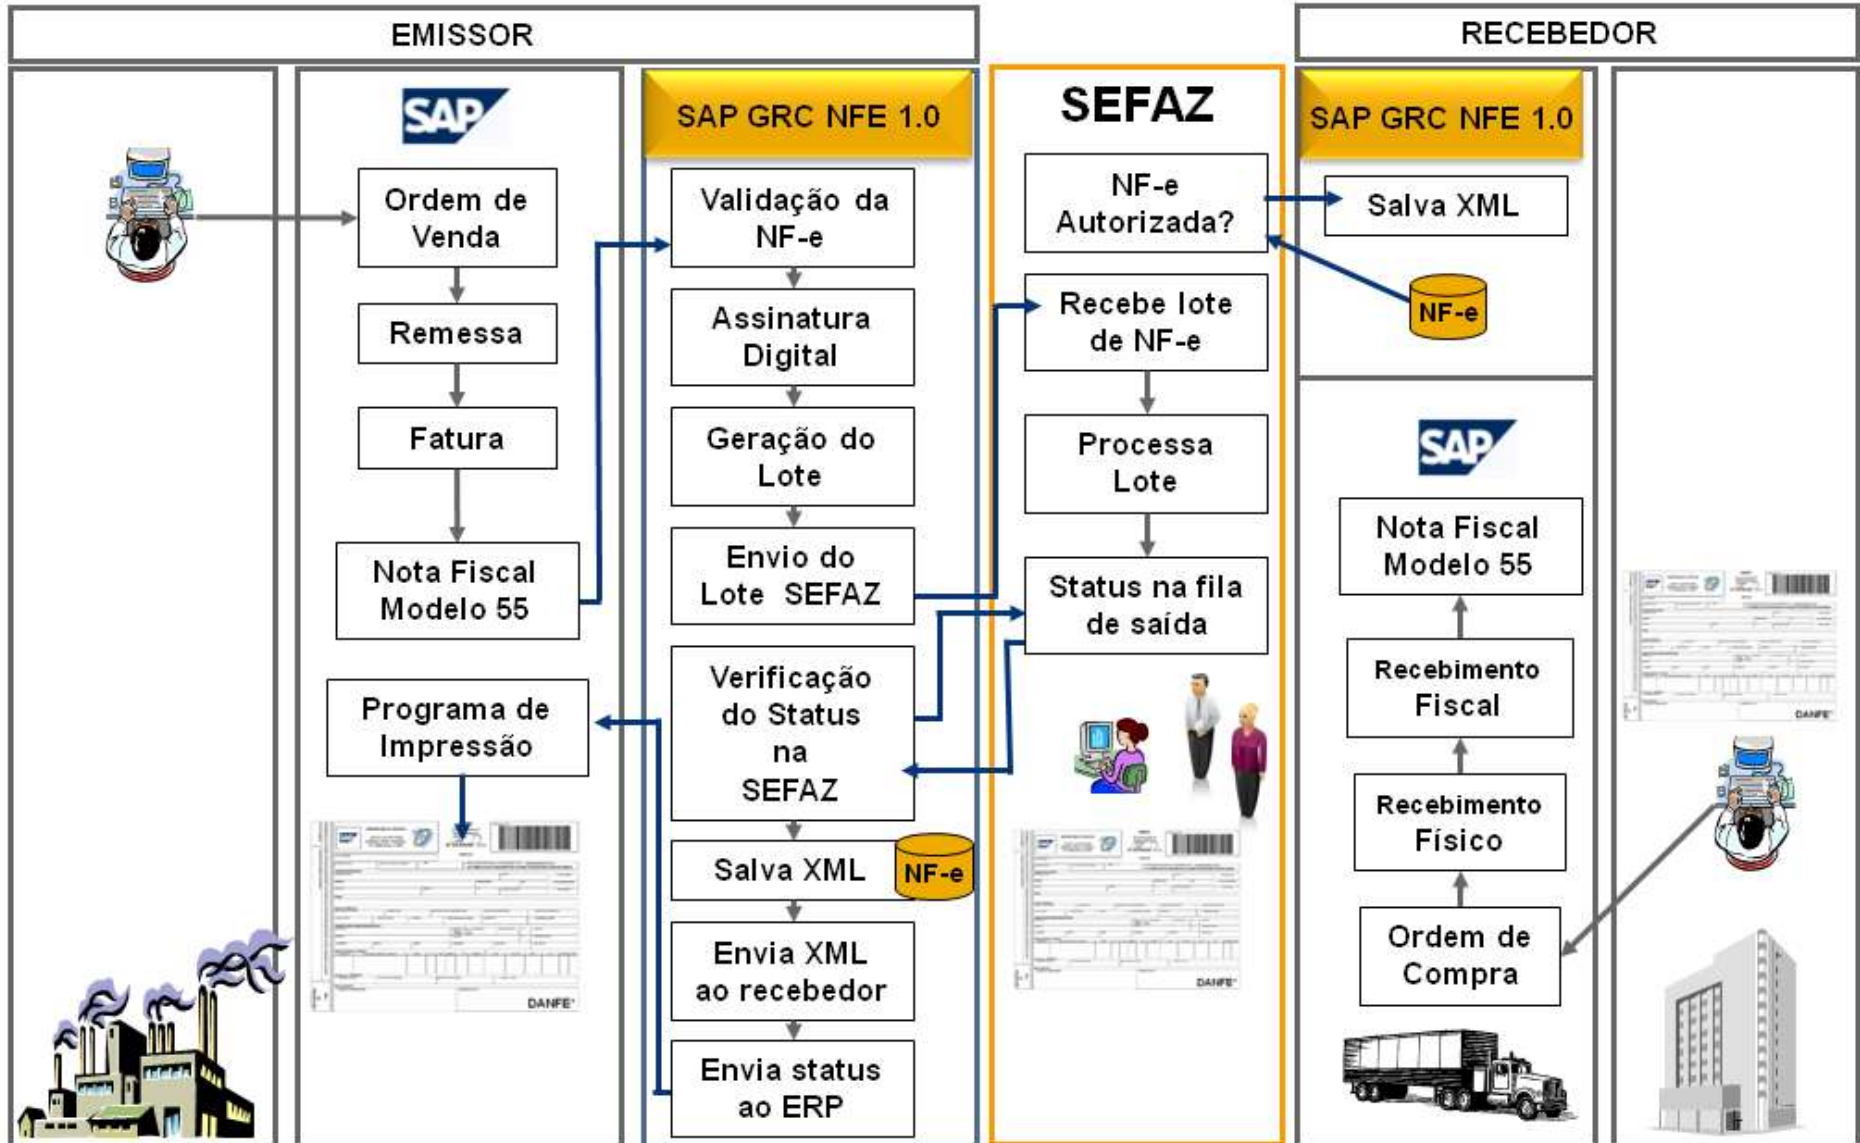 EMISSOR
RECEBEDOR
SAP
SAP GRC NFE 1.0
SEFAZ
SAP GRC NFE 1.0
Ordem de
Venda
Remessa
Fatura
Nota Fiscal
Modelo 55
Programa de
Impressão
DANFE
Validação da
NF-e
Assinatura
Digital
Geração do
Lote
Envio do
Lote SEFAZ
Verificação
do Status
na
SEFAZ
Salva XML
NF-e
Envia XML
ao recebedor
Envia status
ao ERP
NF-e
Autorizada?
Recebe lote
de NF-e
Processa
Lote
Status na fila
de saída
DANFE
Salva XML
NF-e
SAP
Nota Fiscal
Modelo 55
Recebimento
Fiscal
Recebimento
Físico
Ordem de
Compra
DANFE